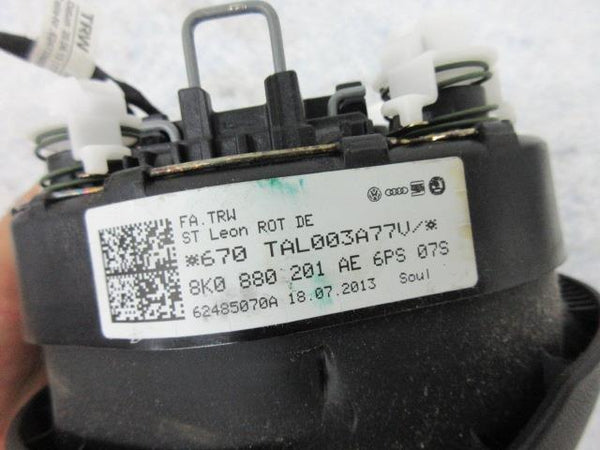 TRW
FA.TRW
ST Leon ROT DE
*670 TAL003A77V/*
8K0 880 201 AE 6PS 07S
62485070A 18.07.2013 Soul